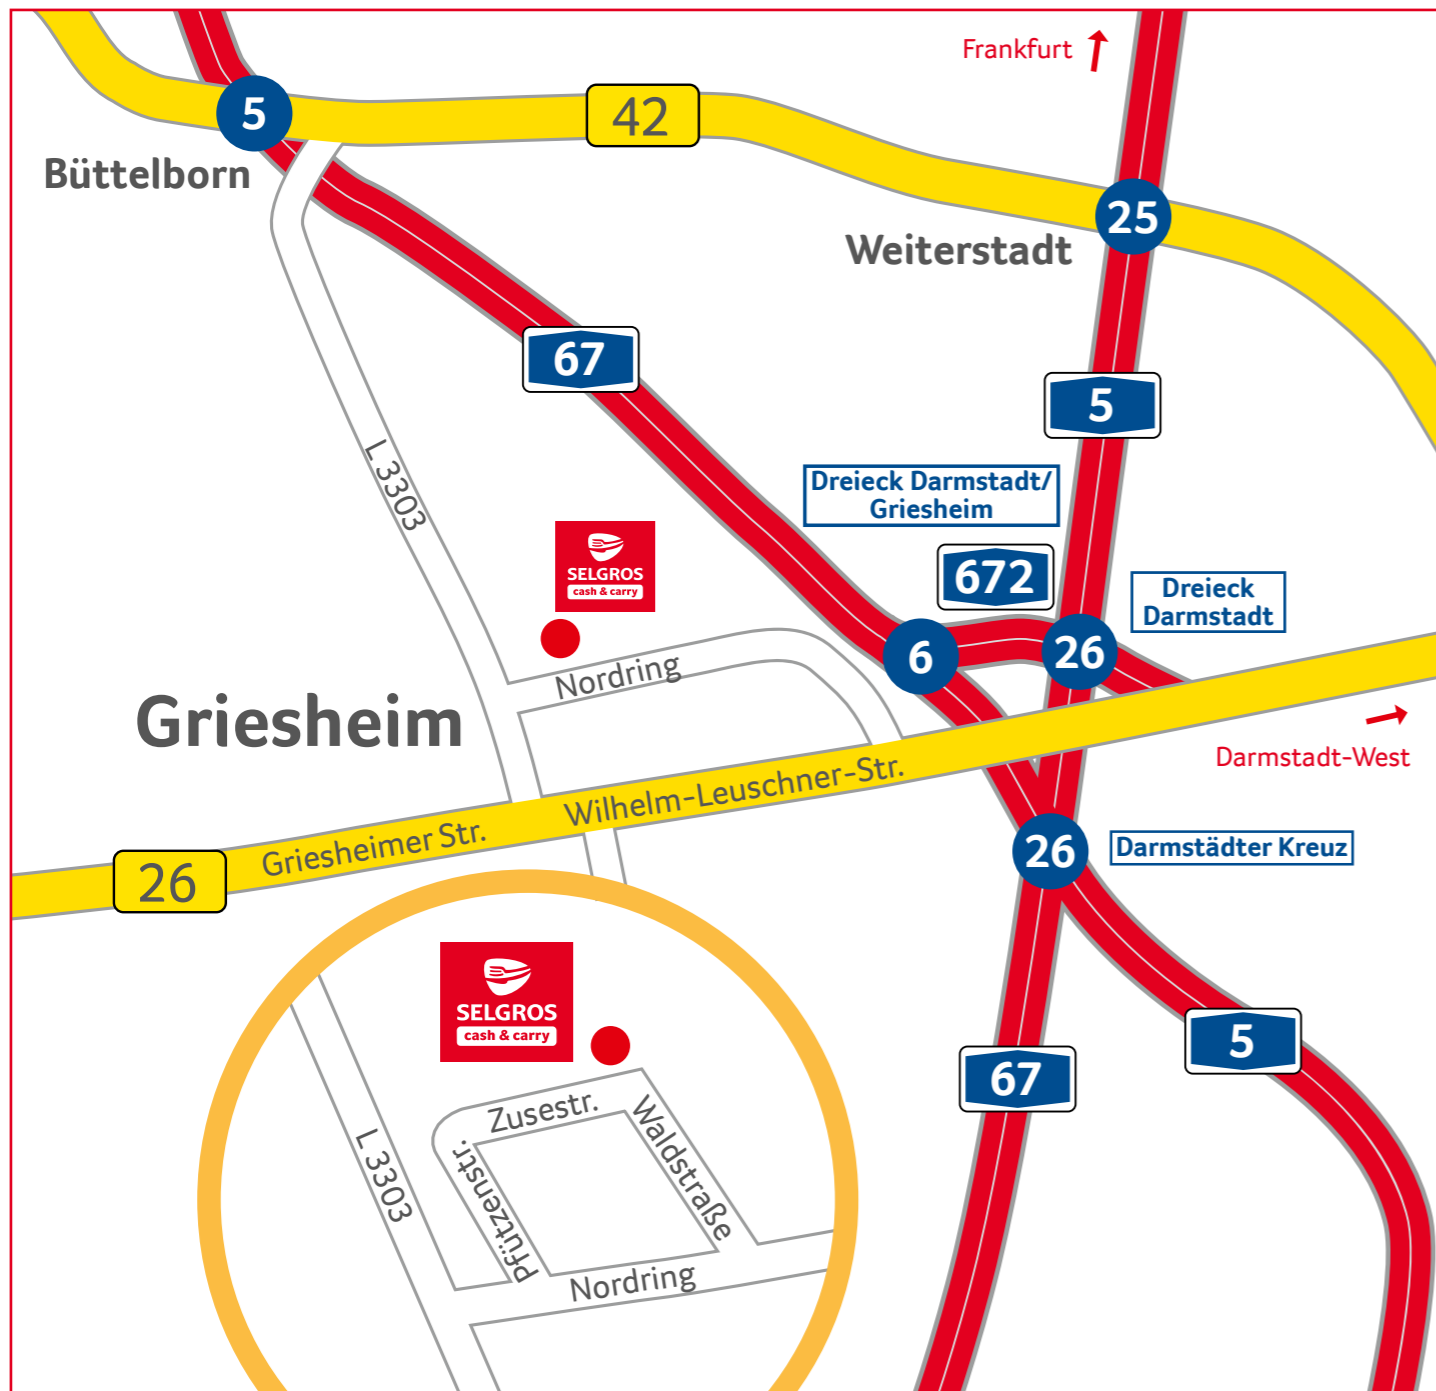 Frankfurt
5
42
Büttelborn
25
Weiterstadt
67
5
L 3303
Dreieck Darmstadt/
Griesheim
SELGROS
cash & carry
672
Dreieck
Darmstadt
6
26
Nordring
Griesheim
Darmstadt-West
Wilhelm-Leuschner-Str.
Griesheimer Str.
26
26
Darmstädter Kreuz
SELGROS
cash & carry
5
67
Zusestr.
Waldstraße
L 3303
Pfützenstr.
Nordring